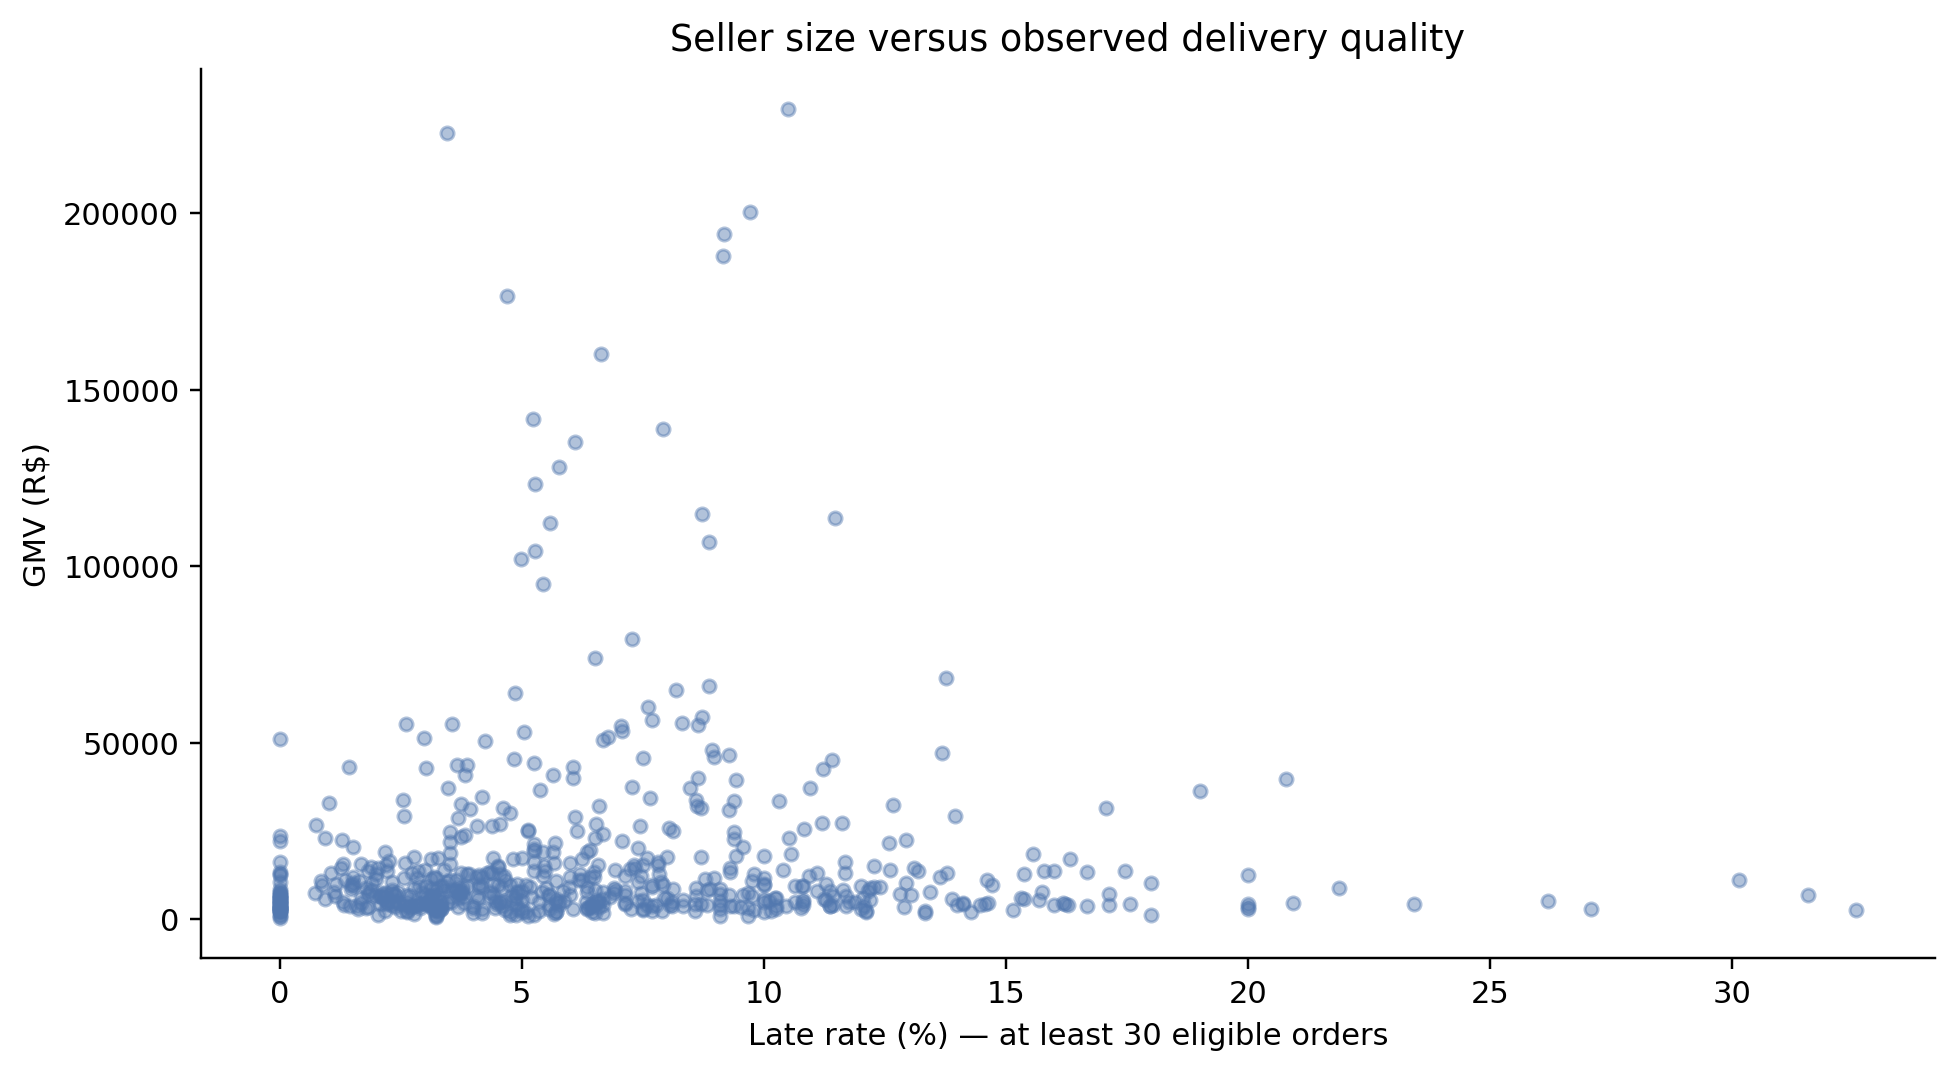 Seller size versus observed delivery quality
GMV (R$)
200000
150000
100000
50000
0
0 5 10 15 20 25 30
Late rate (%) — at least 30 eligible orders